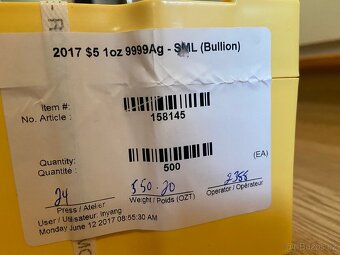 2017 $5 1oz 9999Ag - SML (Bullion)
Item #:
No. Article :
158145
Quantity:
Quantite :
500
(EA)
24
550.20
2388
Press / Atelier
Weight / Poids (OZT)
Operator / Opérateur
User / Utilisateur: Inyang
Monday June 12 2017 08:55:30 AM